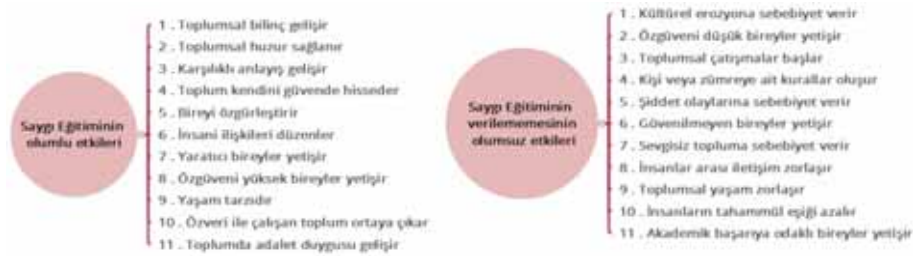 Saygı Eğitiminin
olumlu etkileri
1 . Toplumsal bilinç gelişir
2 . Toplumsal huzur sağlanır
3 . Karşılıklı anlayış gelişir
4 . Toplum kendini güvende hisseder
5 . Bireyi özgürleştirir
6 . İnsani ilişkileri düzenler
7 . Yaratıcı bireyler yetişir
8 . Özgüveni yüksek bireyler yetişir
9 . Yaşam tarzıdır
10 . Özveri ile çalışan toplum ortaya çıkar
11 . Toplumda adalet duygusu gelişir
Saygı Eğitiminin
verilememesinin
olumsuz etkileri
1 . Kültürel erozyona sebebiyet verir
2 . Özgüveni düşük bireyler yetişir
3 . Toplumsal çatışmalar başlar
4 . Kişi veya zümreye ait kurallar oluşur
5 . Şiddet olaylarına sebebiyet verir
6 . Güvenilmeyen bireyler yetişir
7 . Sevgisiz topluma sebebiyet verir
8 . İnsanlar arası iletişim zorlaşır
9 . Toplumsal yaşam zorlaşır
10 . İnsanların tahammül eşiği azalır
11 . Akademik başarıya odaklı bireyler yetişir